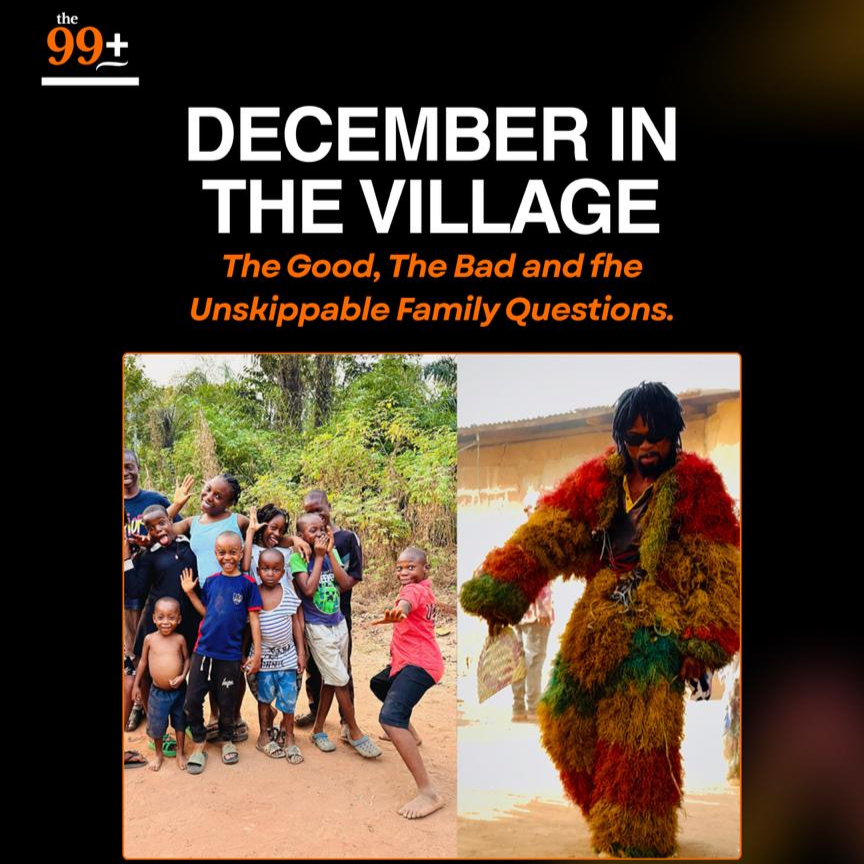 the
99+
DECEMBER IN
THE VILLAGE
The Good, The Bad and fhe
Unskippable Family Questions.